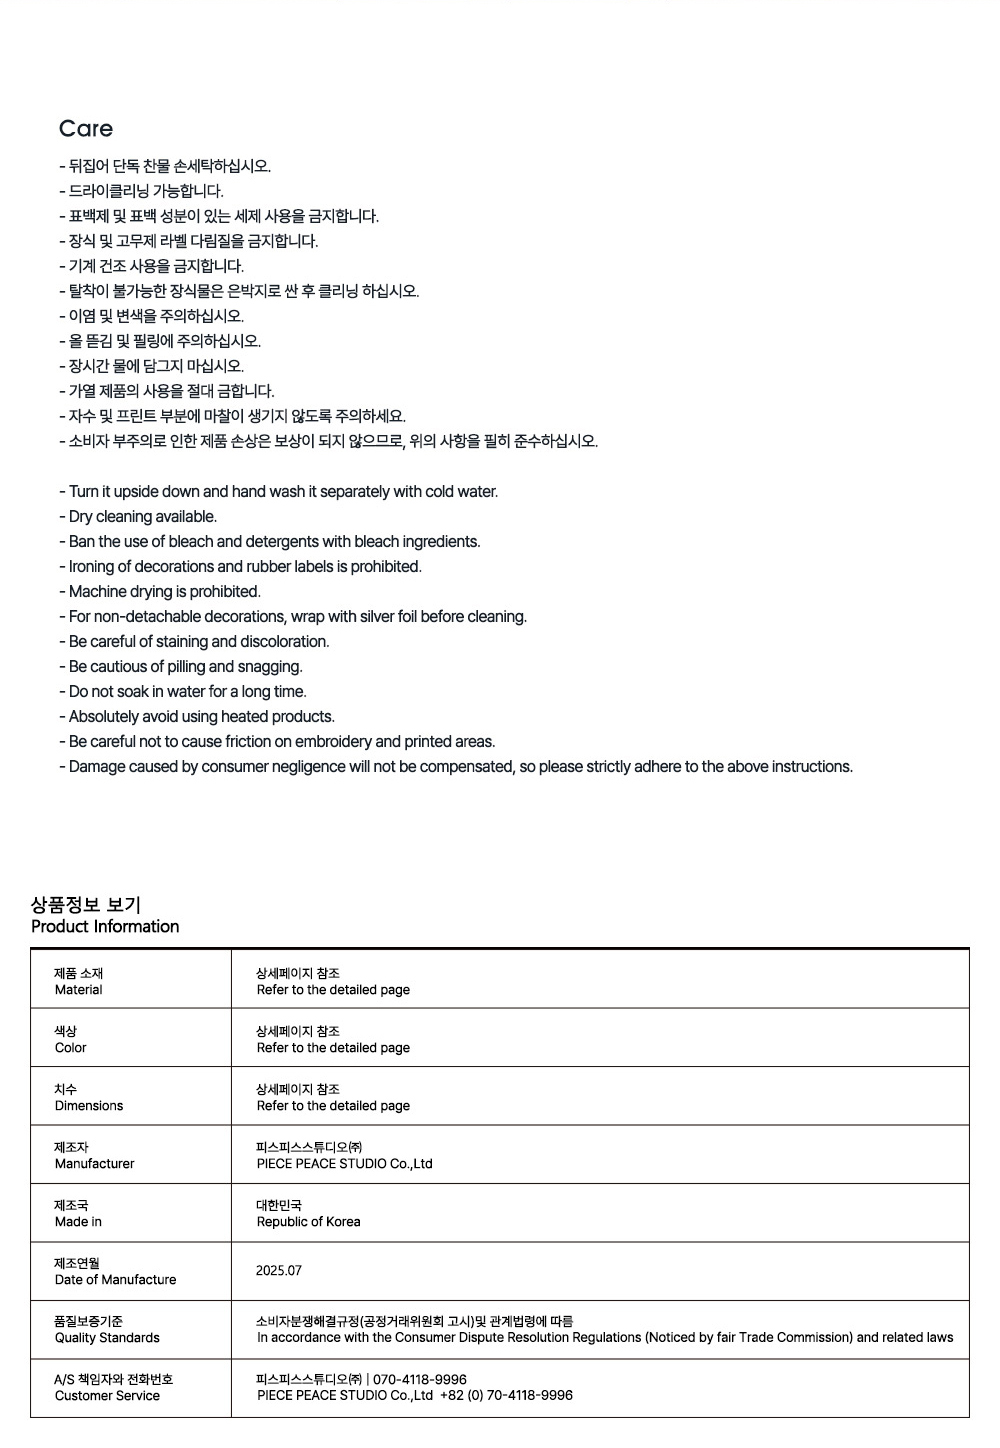 Care
- 뒤집어 단독 찬물 손세탁하십시오.
- 드라이클리닝 가능합니다.
- 표백제 및 표백 성분이 있는 세제 사용을 금지합니다.
- 장식 및 고무제 라벨 다림질을 금지합니다.
- 기계 건조 사용을 금지합니다.
- 탈착이 불가능한 장식물은 은박지로 싼 후 클리닝 하십시오.
- 이염 및 변색을 주의하십시오.
- 올 뜯김 및 필링에 주의하십시오.
- 장시간 물에 담그지 마십시오.
- 가열 제품의 사용을 절대 금합니다.
- 자수 및 프린트 부분에 마찰이 생기지 않도록 주의하세요.
- 소비자 부주의로 인한 제품 손상은 보상이 되지 않으므로, 위의 사항을 필히 준수하십시오.
- Turn it upside down and hand wash it separately with cold water.
- Dry cleaning available.
- Ban the use of bleach and detergents with bleach ingredients.
- Ironing of decorations and rubber labels is prohibited.
- Machine drying is prohibited.
- For non-detachable decorations, wrap with silver foil before cleaning.
- Be careful of staining and discoloration.
- Be cautious of pilling and snagging.
- Do not soak in water for a long time.
- Absolutely avoid using heated products.
- Be careful not to cause friction on embroidery and printed areas.
- Damage caused by consumer negligence will not be compensated, so please strictly adhere to the above instructions.
상품정보 보기
Product Information
제품 소재
Material
상세페이지 참조
Refer to the detailed page
색상
Color
상세페이지 참조
Refer to the detailed page
치수
Dimensions
상세페이지 참조
Refer to the detailed page
제조자
Manufacturer
피스피스스튜디오㈜
PIECE PEACE STUDIO Co.,Ltd
제조국
Made in
대한민국
Republic of Korea
제조연월
Date of Manufacture
2025.07
품질보증기준
Quality Standards
소비자분쟁해결규정(공정거래위원회 고시)및 관계법령에 따름
In accordance with the Consumer Dispute Resolution Regulations (Noticed by fair Trade Commission) and related laws
A/S 책임자와 전화번호
Customer Service
피스피스스튜디오㈜ | 070-4118-9996
PIECE PEACE STUDIO Co.,Ltd +82 (0) 70-4118-9996